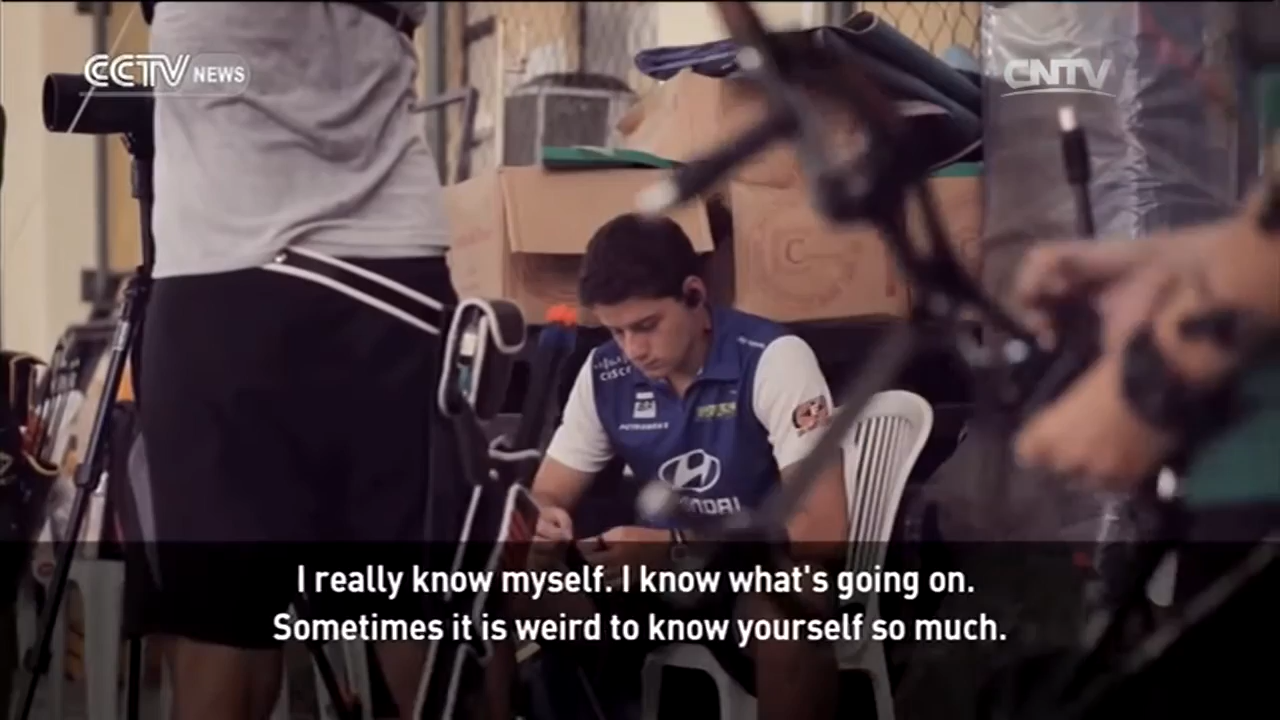 CCTV NEWS
CNTV
CISCO
PETRONAS
I really know myself. I know what's going on.
Sometimes it is weird to know yourself so much.